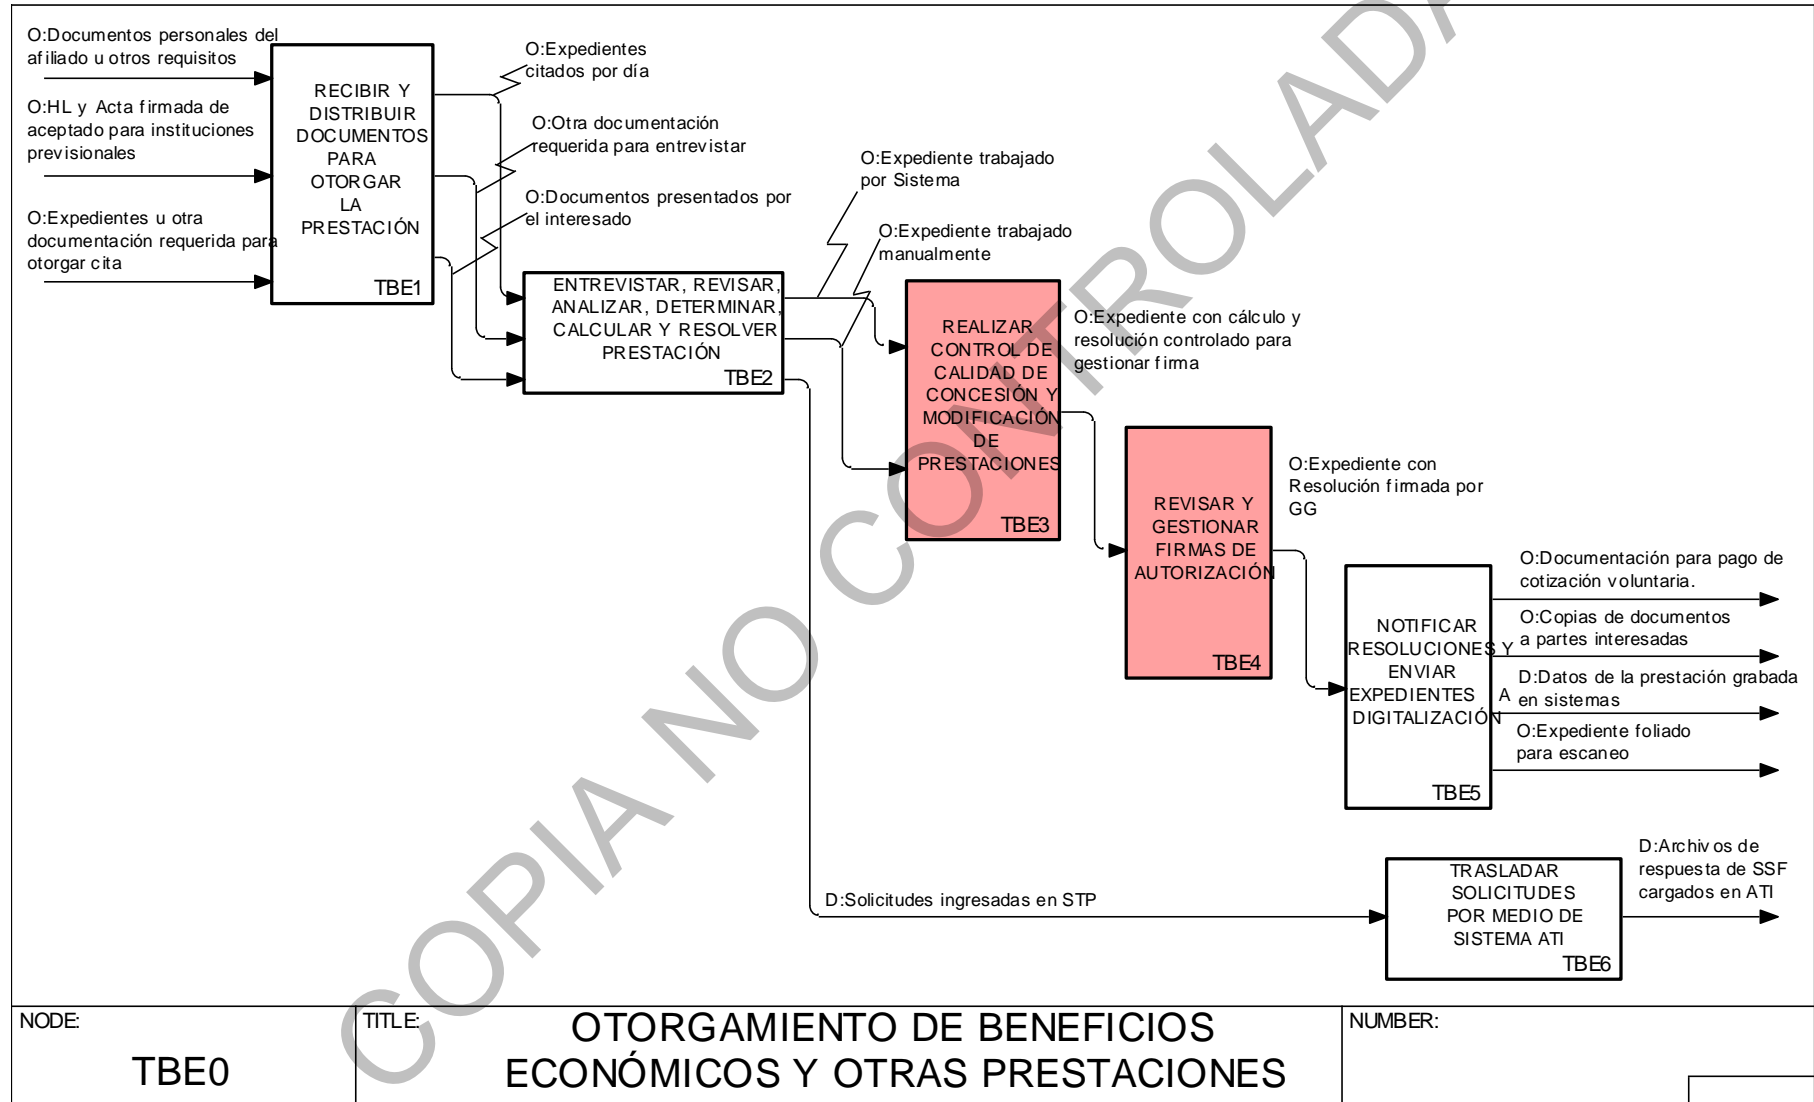 O:Documentos personales del
afiliado u otros requisitos
O:HL y Acta firmada de
aceptado para instituciones
previsionales
O:Expedientes u otra
documentación requerida para
otorgar cita
RECIBIR Y
DISTRIBUIR
DOCUMENTOS
PARA
OTORGAR
LA
PRESTACIÓN
TBE1
O:Expedientes
citados por día
O:Otra documentación
requerida para entrevistar
O:Documentos presentados por
el interesado
ENTREVISTAR, REVISAR,
ANALIZAR, DETERMINAR,
CALCULAR Y RESOLVER
PRESTACIÓN
TBE2
O:Expediente trabajado
por Sistema
O:Expediente trabajado
manualmente
REALIZAR
CONTROL DE
CALIDAD DE
CONCESIÓN Y
MODIFICACIÓN
DE
PRESTACIONES
TBE3
O:Expediente con cálculo y
resolución controlado para
gestionar firma
REVISAR Y
GESTIONAR
FIRMAS DE
AUTORIZACIÓN
TBE4
O:Expediente con
Resolución firmada por
GG
NOTIFICAR
RESOLUCIONES Y
ENVIAR
EXPEDIENTES A
DIGITALIZACIÓN
TBE5
O:Documentación para pago de
cotización voluntaria.
O:Copias de documentos
a partes interesadas
D:Datos de la prestación grabada
en sistemas
O:Expediente foliado
para escaneo
D:Solicitudes ingresadas en STP
TRASLADAR
SOLICITUDES
POR MEDIO DE
SISTEMA ATI
TBE6
D:Archivos de
respuesta de SSF
cargados en ATI
COPIA NO CONTROLADA
NODE:
TBE0
TITLE:
OTORGAMIENTO DE BENEFICIOS
ECONÓMICOS Y OTRAS PRESTACIONES
NUMBER: